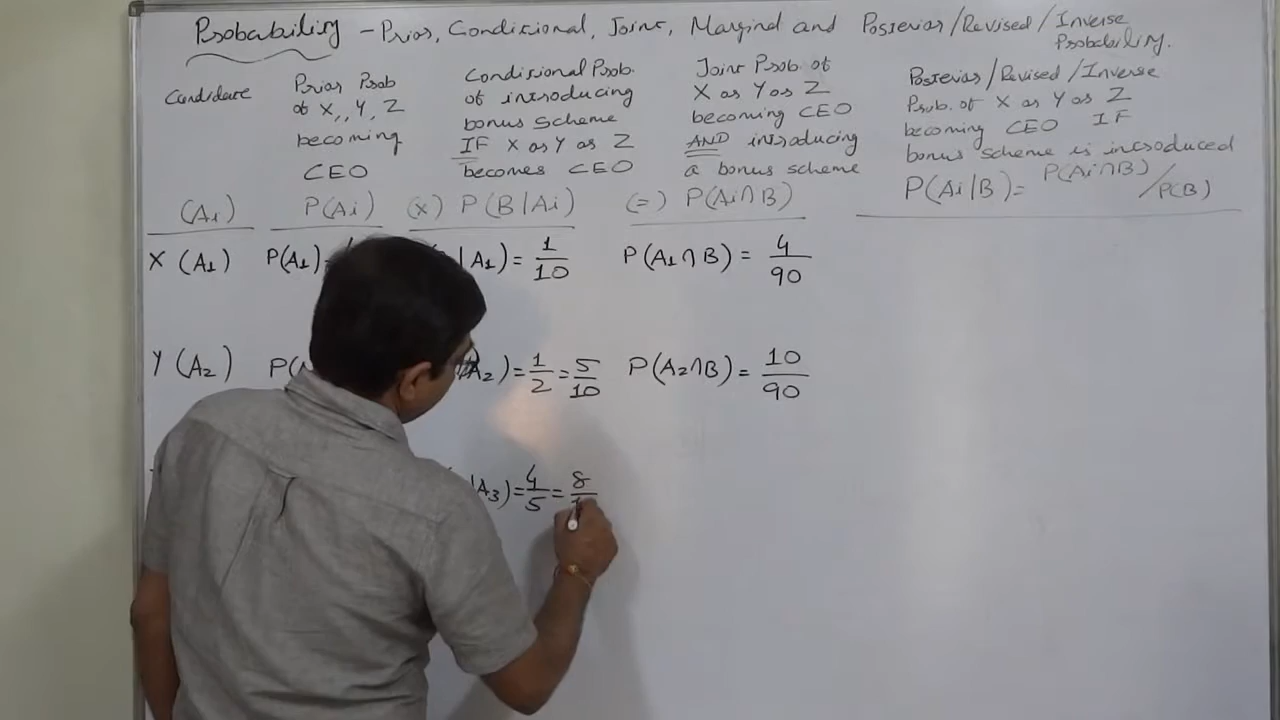 Probability - Prior, Conditional, Joint, Marginal and Posterior/Revised/Inverse
Probability.
Candidate
Prior Prob
of X, Y, Z
becoming
CEO
Conditional Prob.
of introducing
bonus scheme
IF X or Y or Z
becomes CEO
Joint Prob. of
X or Y or Z
becoming CEO
AND introducing
a bonus scheme
Posterior/Revised/Inverse
Prob. of X or Y or Z
becoming CEO IF
bonus scheme is introduced
(Ai) P(Ai) (x) P(B|Ai) (=) P(Ai∩B) P(Ai|B) = P(Ai∩B)/P(B)
X (A1) P(A1)= |A1) = 1/10 P(A1∩B) = 4/90
Y (A2) P( A2) = 1/2 = 5/10 P(A2∩B) = 10/90
|A3) = 4/5 = 8/